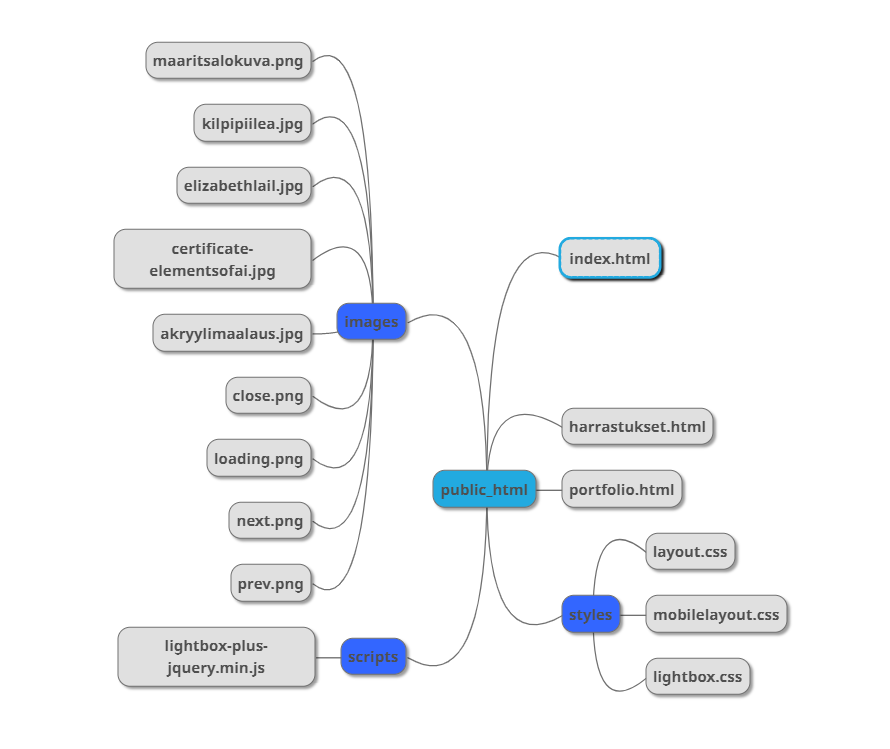 maaritsalokuva.png
kilpipiilea.jpg
elizabethlail.jpg
certificate-
elementsofai.jpg
akryylimaalaus.jpg
close.png
loading.png
next.png
prev.png
images
lightbox-plus-
jquery.min.js
scripts
public_html
index.html
harrastukset.html
portfolio.html
styles
layout.css
mobilelayout.css
lightbox.css